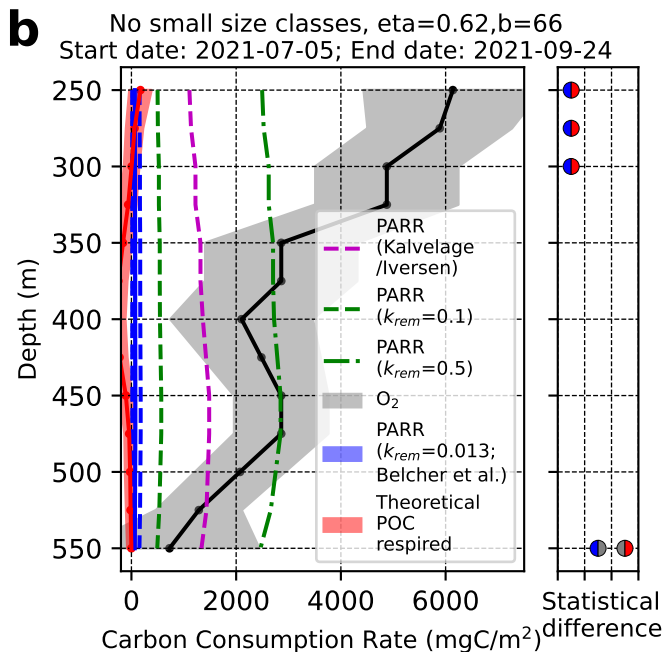 b
No small size classes, eta=0.62,b=66
Start date: 2021-07-05; End date: 2021-09-24
250
300
350
400
450
500
550
Depth (m)
PARR
(Kalvelage
/Iversen)
PARR
(k_rem=0.1)
PARR
(k_rem=0.5)
O₂
PARR
(k_rem=0.013;
Belcher et al.)
Theoretical
POC
respired
0 2000 4000 6000
Carbon Consumption Rate (mgC/m²)
Statistical
difference